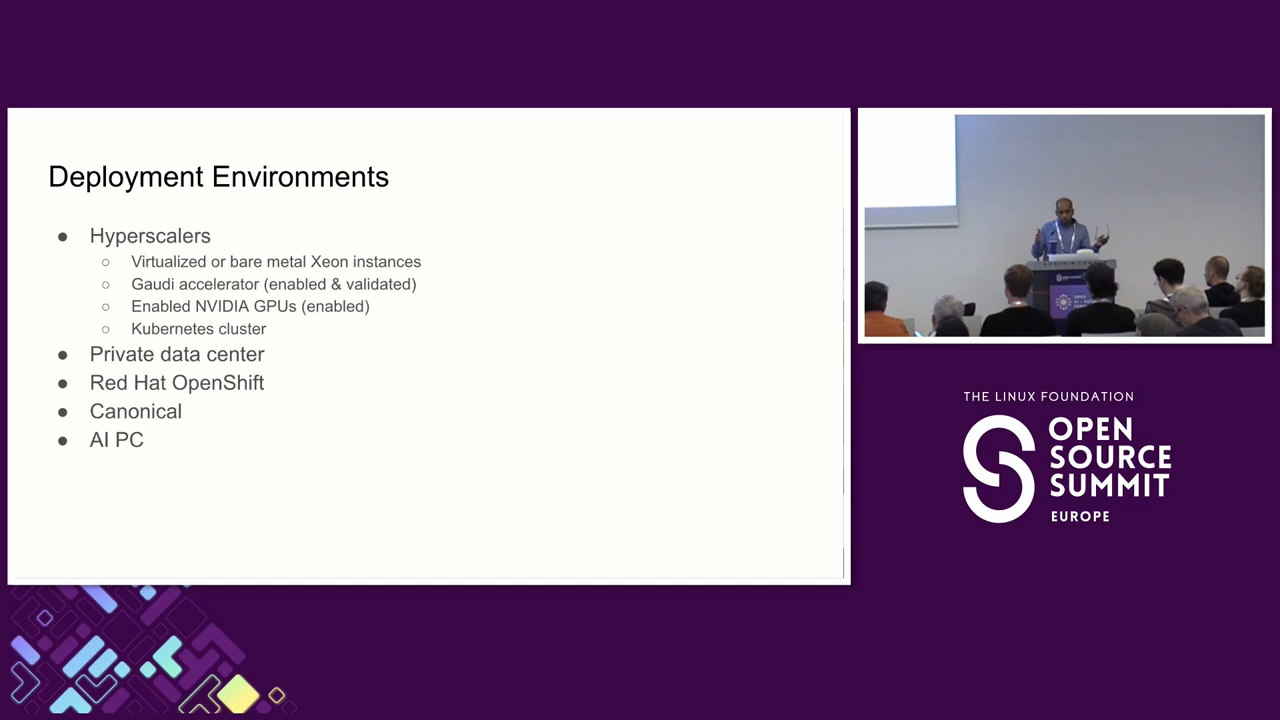 Deployment Environments
● Hyperscalers
○ Virtualized or bare metal Xeon instances
○ Gaudi accelerator (enabled & validated)
○ Enabled NVIDIA GPUs (enabled)
○ Kubernetes cluster
● Private data center
● Red Hat OpenShift
● Canonical
● AI PC
THE LINUX FOUNDATION
OPEN
SOURCE
SUMMIT
EUROPE